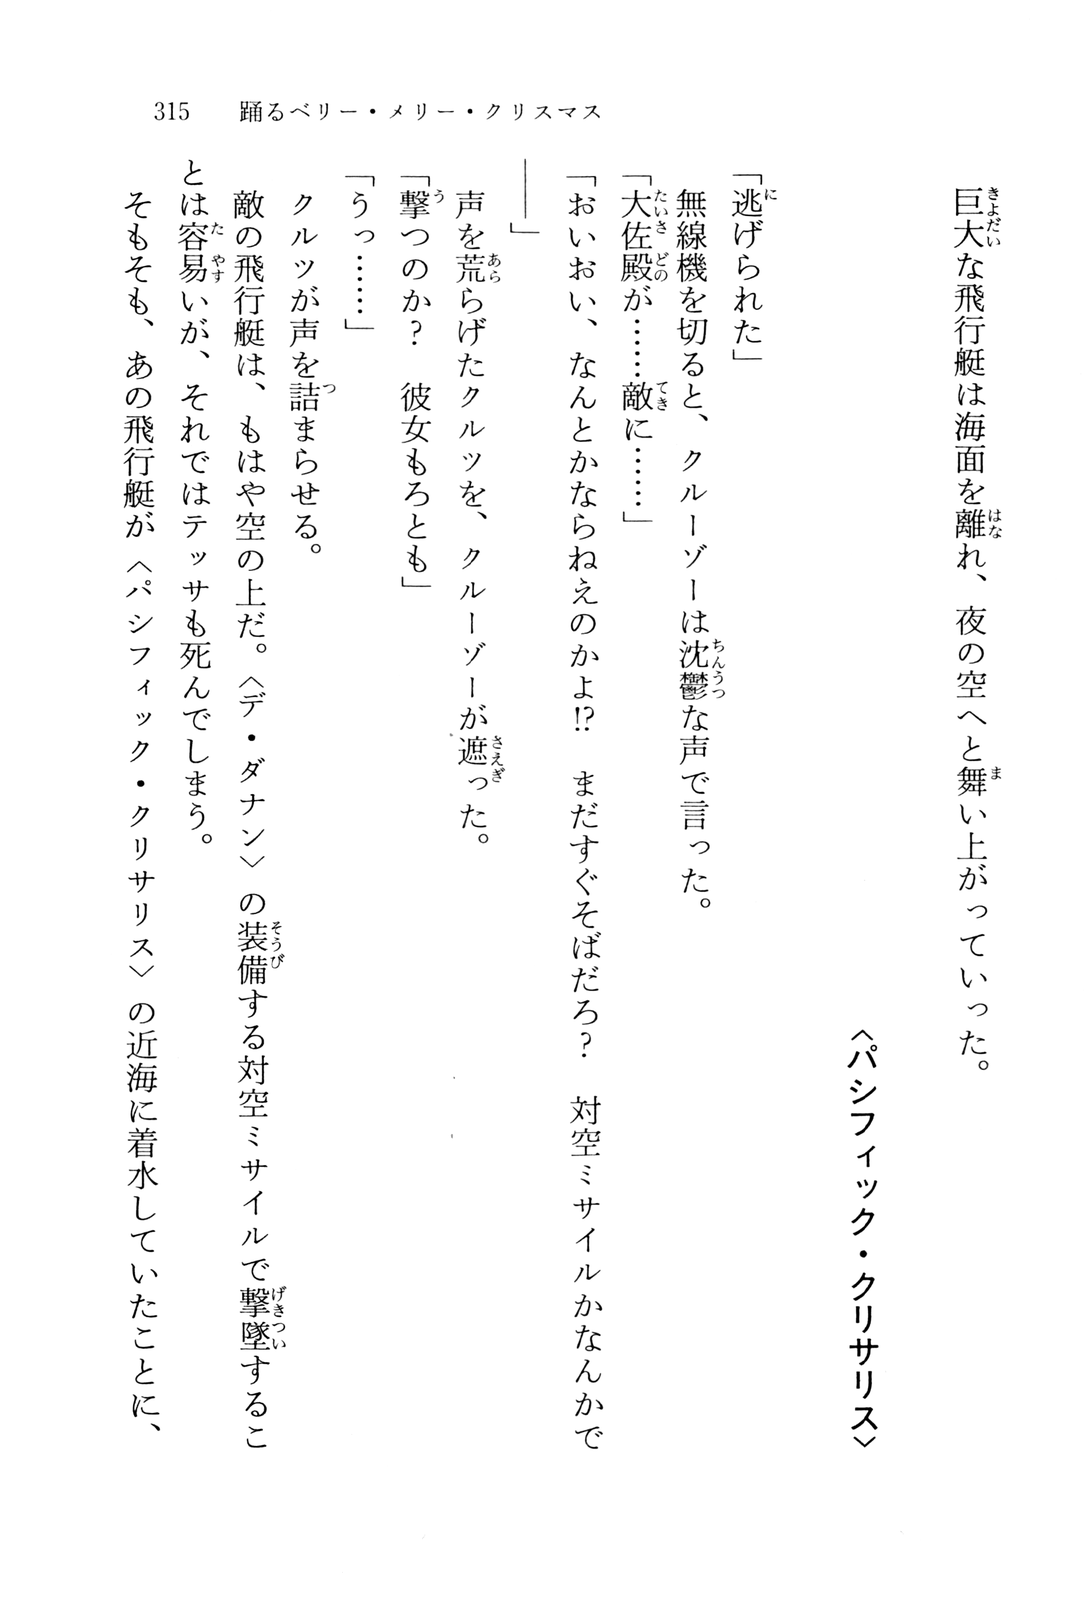 315　踊るベリー・メリー・クリスマス
　巨大な飛行艇は海面を離れ、夜の空へと舞い上がっていった。
〈パシフィック・クリサリス〉
「逃げられた」
　無線機を切ると、クルーゾーは沈鬱な声で言った。
「大佐殿が……敵に……」
「おいおい、なんとかならねえのかよ!?　まだすぐそばだろ?　対空ミサイルかなんかで
――」
　声を荒らげたクルツを、クルーゾーが遮った。
「撃つのか?　彼女もろとも」
「うっ……」
　クルツが声を詰まらせる。
　敵の飛行艇は、もはや空の上だ。〈デ・ダナン〉の装備する対空ミサイルで撃墜するこ
とは容易いが、それではテッサも死んでしまう。
　そもそも、あの飛行艇が〈パシフィック・クリサリス〉の近海に着水していたことに、